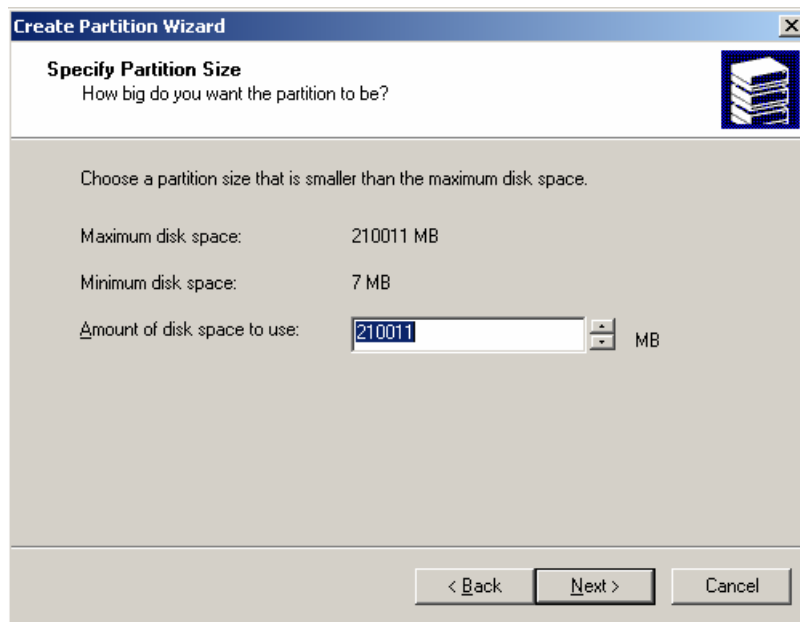 Create Partition Wizard
Specify Partition Size
How big do you want the partition to be?
Choose a partition size that is smaller than the maximum disk space.
Maximum disk space: 210011 MB
Minimum disk space: 7 MB
Amount of disk space to use: 210011 MB
< Back Next > Cancel